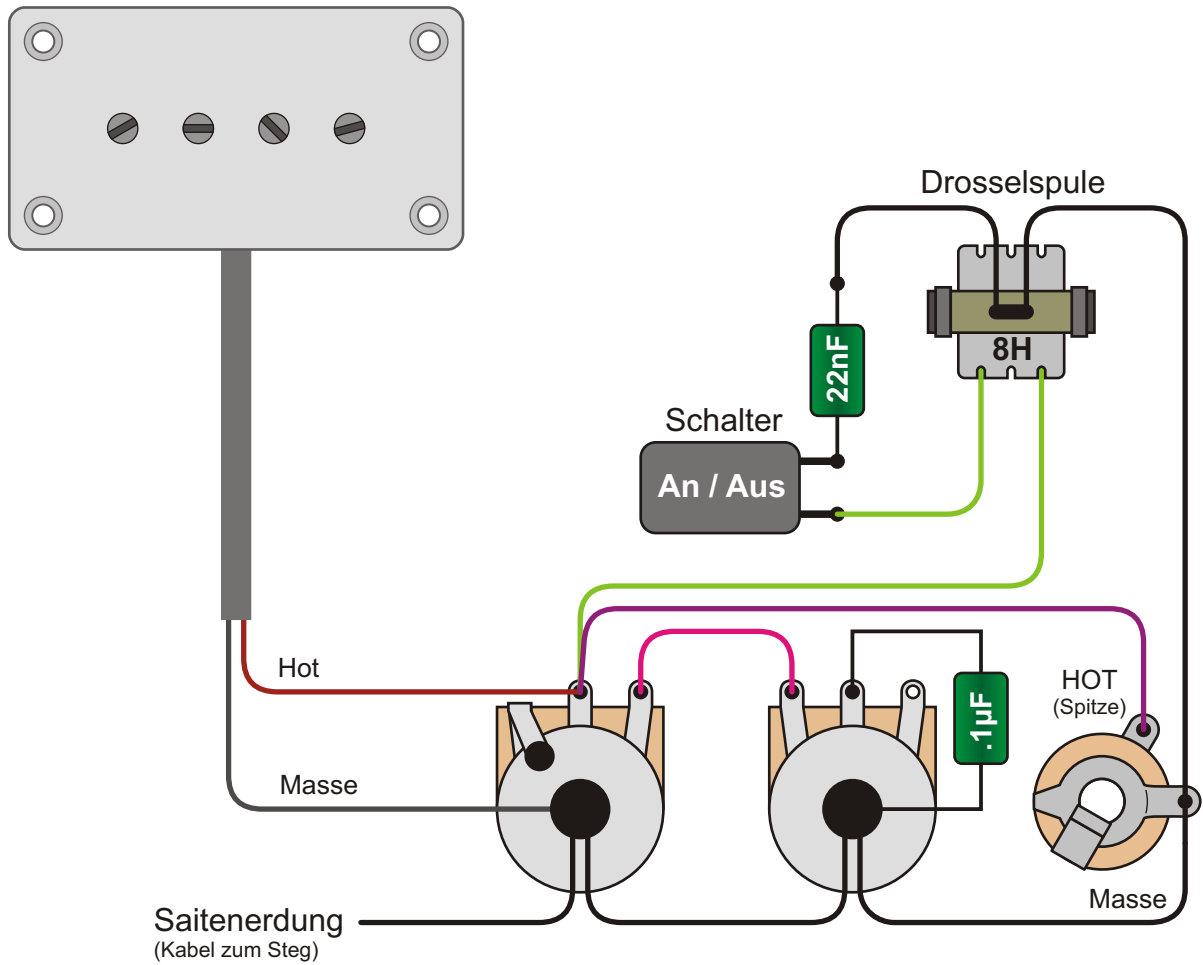 Drosselspule
8H
22nF
Schalter
An / Aus
Hot
HOT
(Spitze)
.1µF
Masse
Masse
Saitenerdung
(Kabel zum Steg)